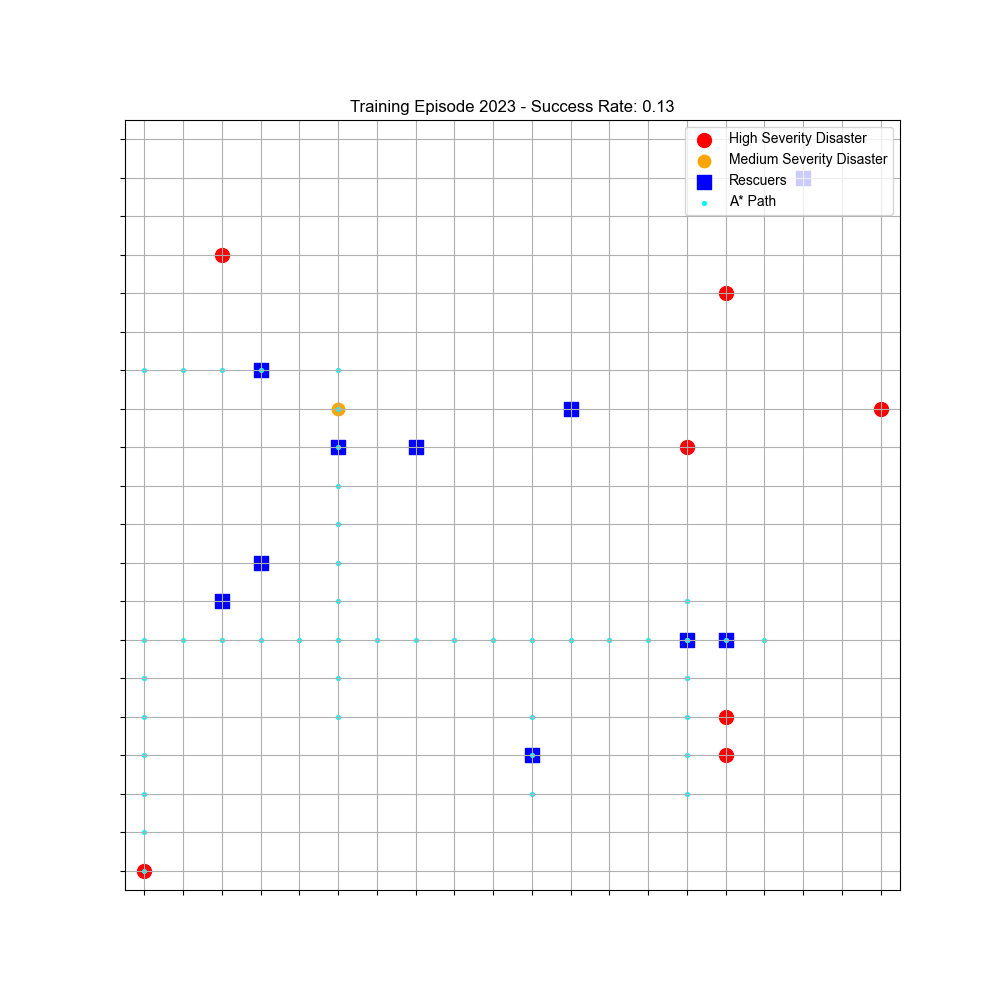 Training Episode 2023 - Success Rate: 0.13
High Severity Disaster
Medium Severity Disaster
Rescuers
A* Path